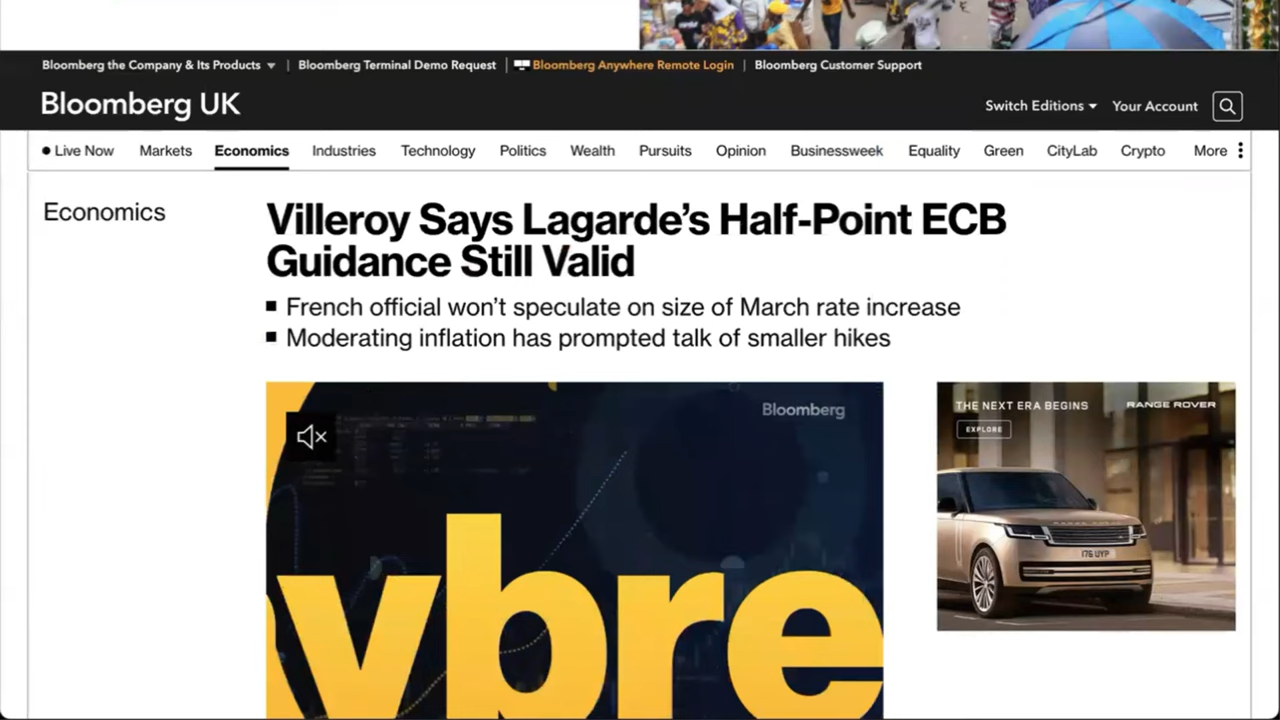 Bloomberg the Company & Its Products
Bloomberg Terminal Demo Request
Bloomberg Anywhere Remote Login
Bloomberg Customer Support
Bloomberg UK
Switch Editions
Your Account
Live Now
Markets
Economics
Industries
Technology
Politics
Wealth
Pursuits
Opinion
Businessweek
Equality
Green
CityLab
Crypto
More
Economics
Villeroy Says Lagarde’s Half-Point ECB
Guidance Still Valid
French official won’t speculate on size of March rate increase
Moderating inflation has prompted talk of smaller hikes
Bloomberg
ybre
THE NEXT ERA BEGINS
RANGE ROVER
EXPLORE
176 UYP